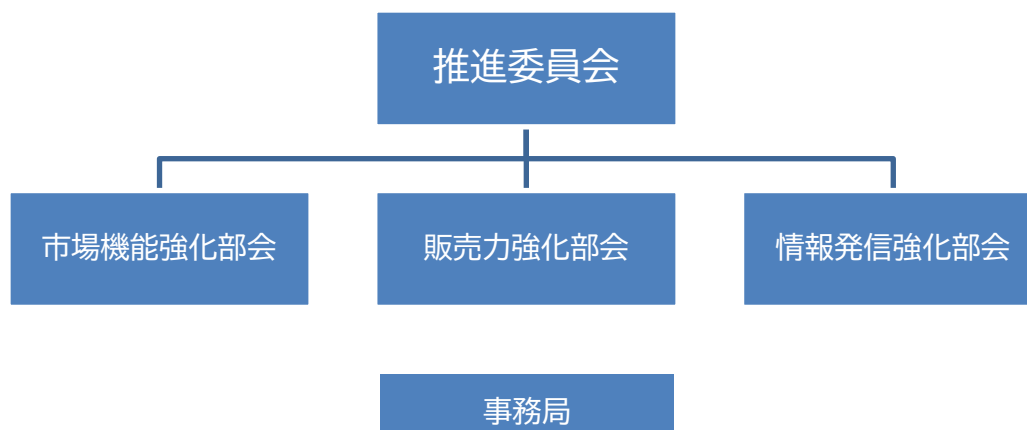 推進委員会
市場機能強化部会
販売力強化部会
情報発信強化部会
事務局